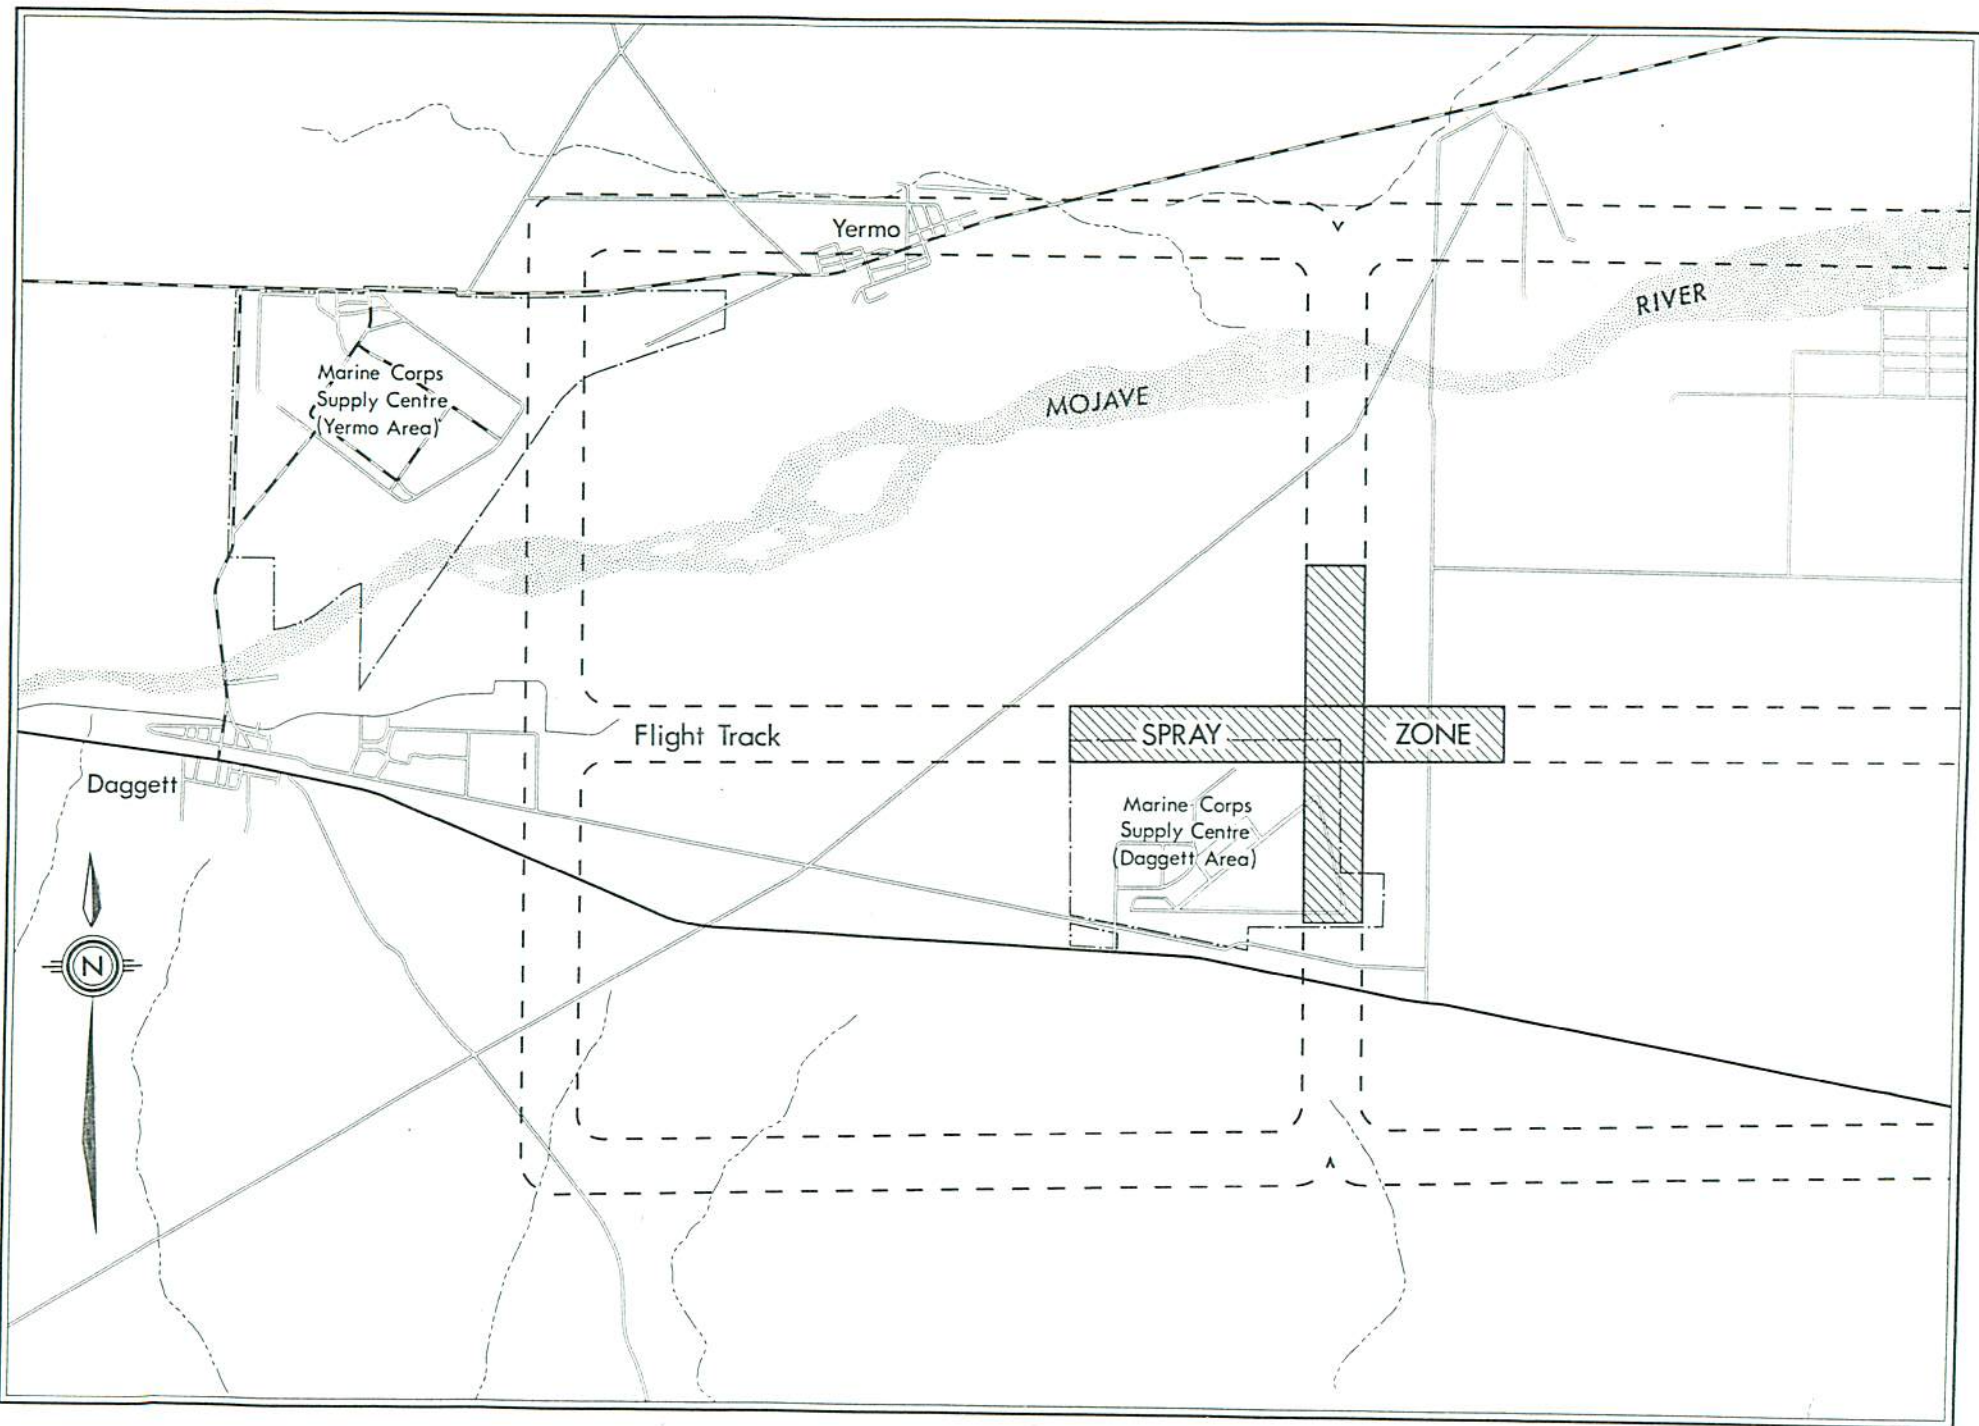 Yermo
RIVER
Marine Corps
Supply Centre
(Yermo Area)
MOJAVE
Flight Track
SPRAY
ZONE
Daggett
Marine Corps
Supply Centre
(Daggett Area)
N